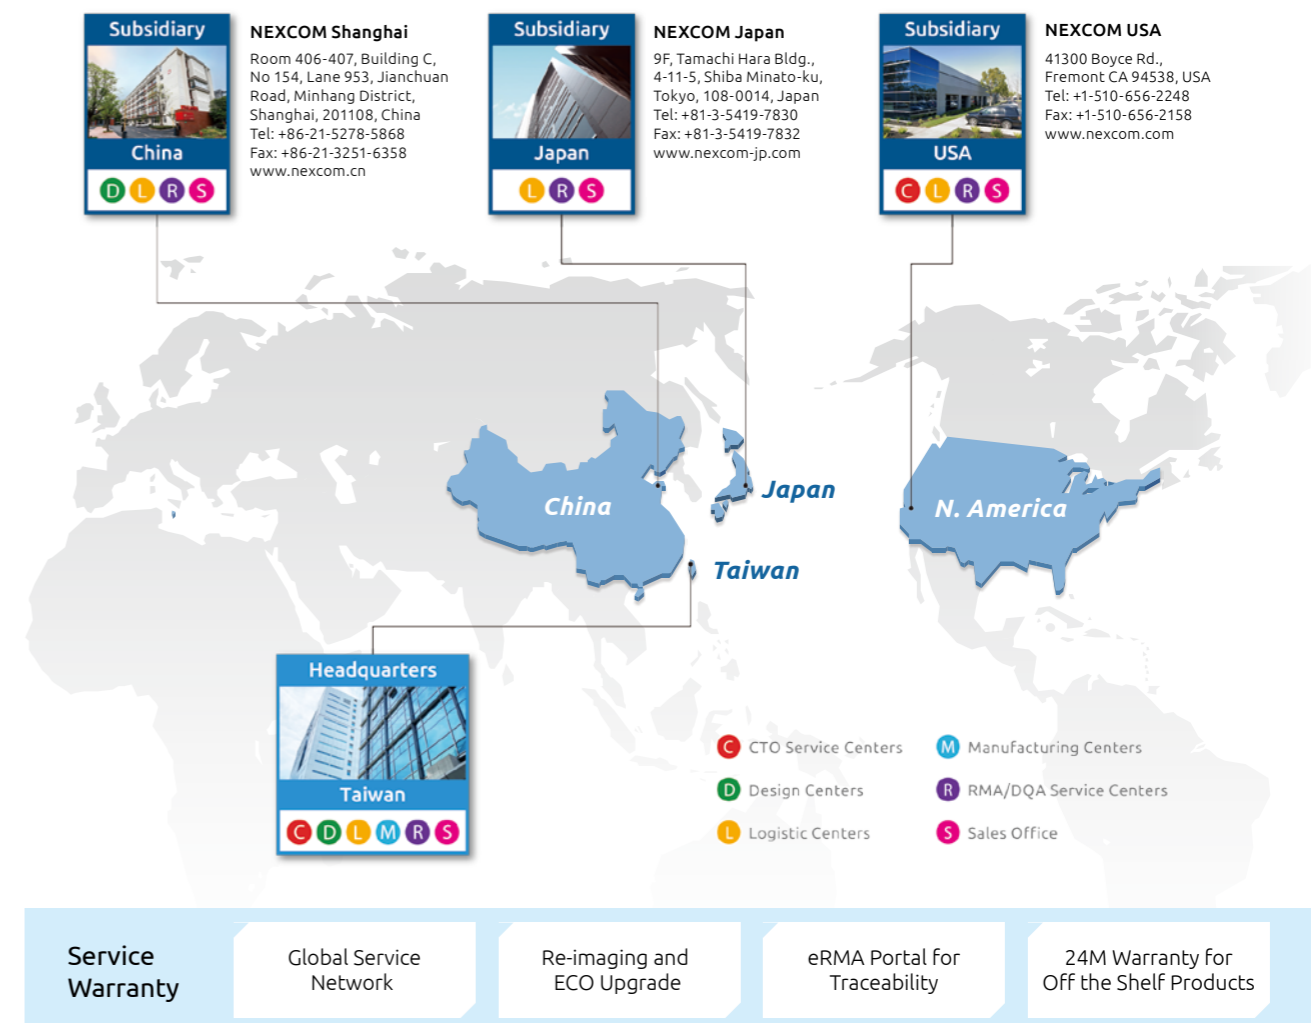 Subsidiary
China
D L R S
NEXCOM Shanghai
Room 406-407, Building C,
No 154, Lane 953, Jianchuan
Road, Minhang District,
Shanghai, 201108, China
Tel: +86-21-5278-5868
Fax: +86-21-3251-6358
www.nexcom.cn
Subsidiary
Japan
L R S
NEXCOM Japan
9F, Tamachi Hara Bldg.,
4-11-5, Shiba Minato-ku,
Tokyo, 108-0014, Japan
Tel: +81-3-5419-7830
Fax: +81-3-5419-7832
www.nexcom-jp.com
Subsidiary
USA
C L R S
NEXCOM USA
41300 Boyce Rd.,
Fremont CA 94538, USA
Tel: +1-510-656-2248
Fax: +1-510-656-2158
www.nexcom.com
China
Japan
Taiwan
N. America
Headquarters
Taiwan
C D L M R S
C CTO Service Centers
D Design Centers
L Logistic Centers
M Manufacturing Centers
R RMA/DQA Service Centers
S Sales Office
Service
Warranty
Global Service
Network
Re-imaging and
ECO Upgrade
eRMA Portal for
Traceability
24M Warranty for
Off the Shelf Products